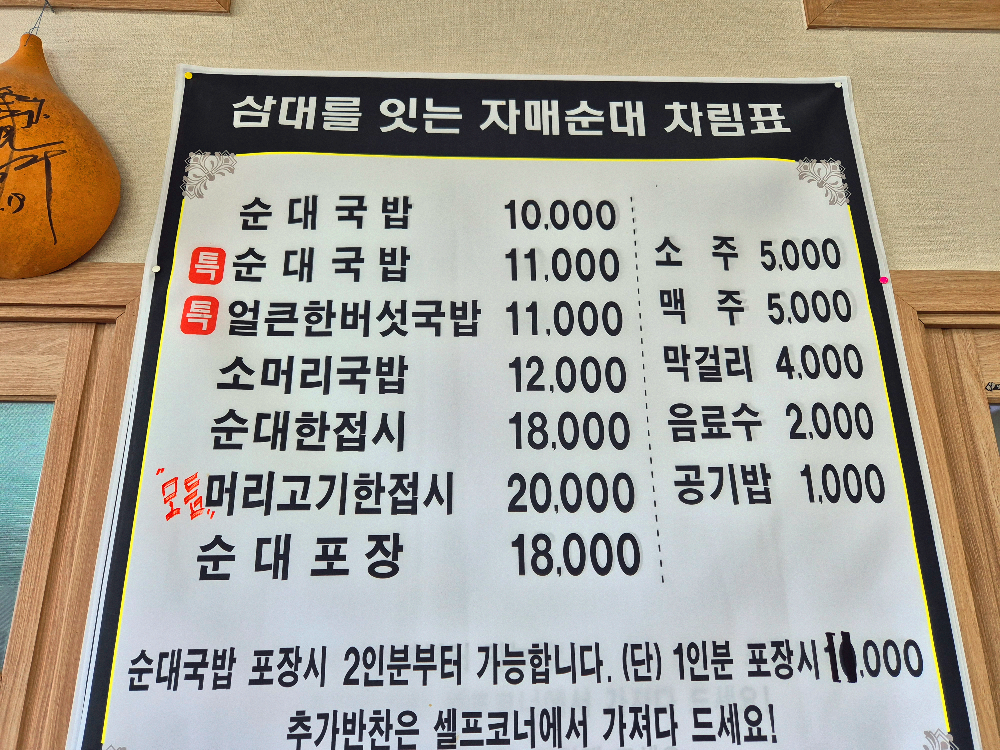 삼대를 잇는 자매순대 차림표
순대국밥 10,000
특 순대국밥 11,000
특 얼큰한버섯국밥 11,000
소머리국밥 12,000
순대한접시 18,000
"모듬" 머리고기한접시 20,000
순대포장 18,000
소주 5,000
맥주 5,000
막걸리 4,000
음료수 2,000
공기밥 1,000
순대국밥 포장시 2인분부터 가능합니다. (단) 1인분 포장시
추가반찬은 셀프코너에서 가져다 드세요!